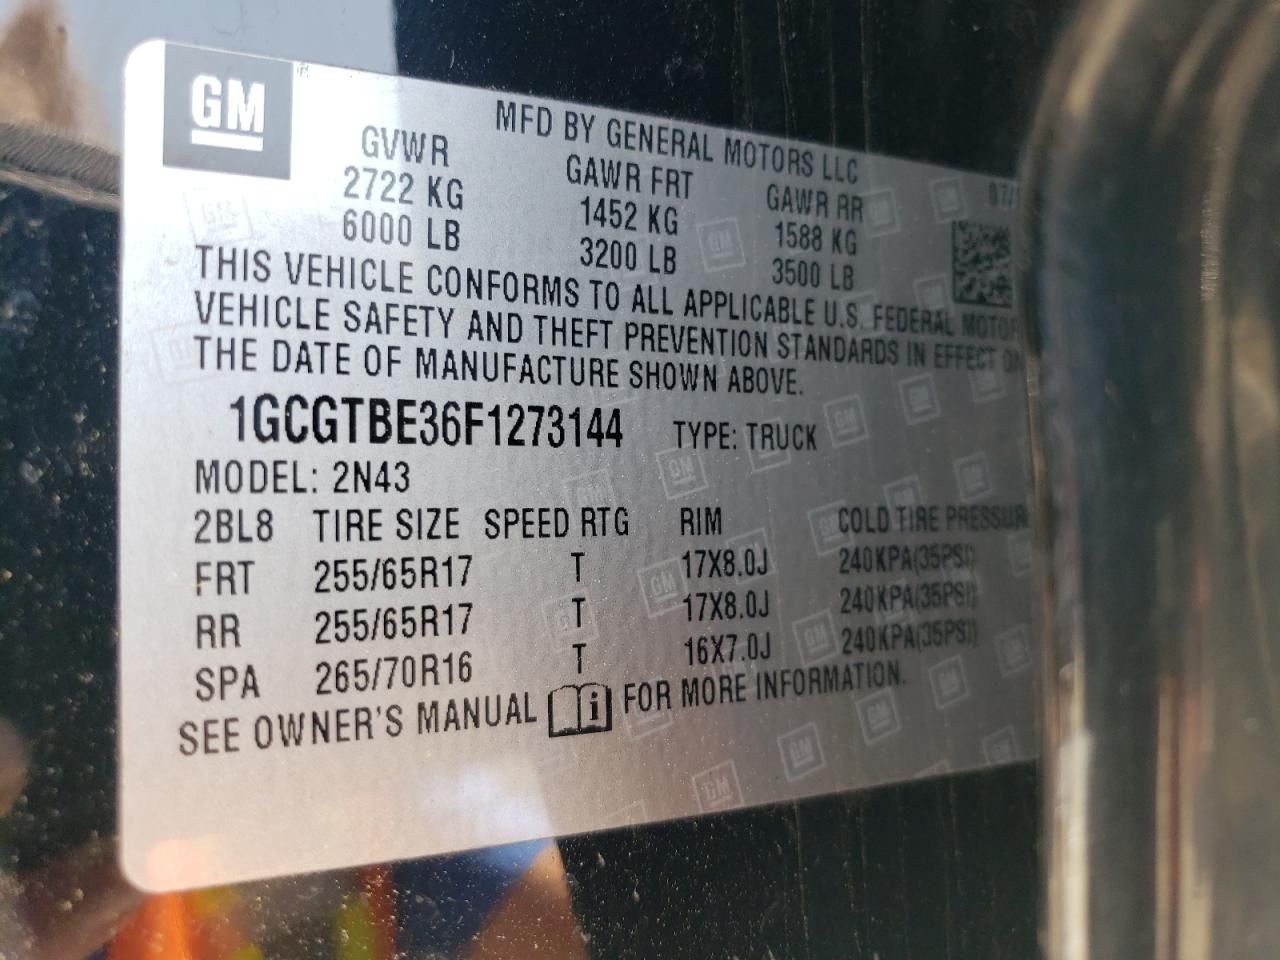 GM
MFD BY GENERAL MOTORS LLC
GVWR GAWR FRT GAWR RR
2722 KG 1452 KG 1588 KG
6000 LB 3200 LB 3500 LB
THIS VEHICLE CONFORMS TO ALL APPLICABLE U.S. FEDERAL MOTOR
VEHICLE SAFETY AND THEFT PREVENTION STANDARDS IN EFFECT ON
THE DATE OF MANUFACTURE SHOWN ABOVE.
1GCGTBE36F1273144 TYPE: TRUCK
MODEL: 2N43
2BL8 TIRE SIZE SPEED RTG RIM COLD TIRE PRESSUR
FRT 255/65R17 T 17X8.0J 240KPA(35PSI)
RR 255/65R17 T 17X8.0J 240KPA(35PSI)
SPA 265/70R16 T 16X7.0J 240KPA(35PSI)
SEE OWNER'S MANUAL i FOR MORE INFORMATION.